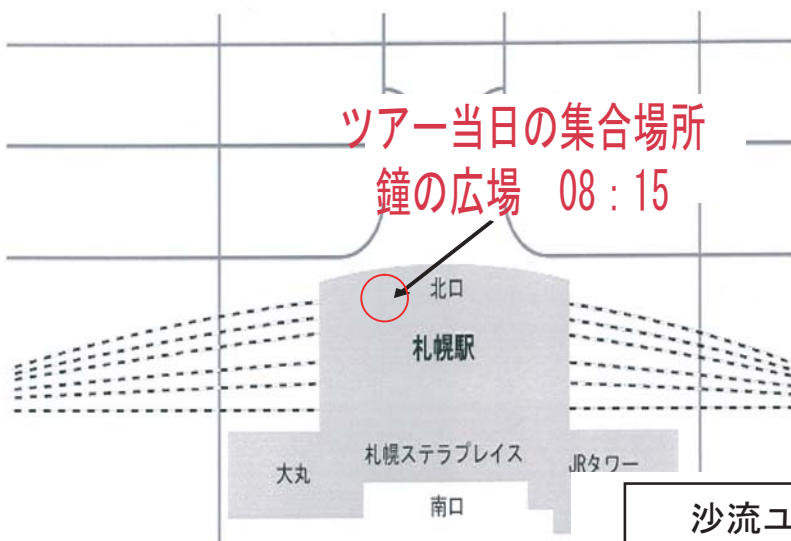 ツアー当日の集合場所
鐘の広場　08：15
北口
札幌駅
札幌ステラプレイス
大丸
JRタワー
南口
沙流ユ